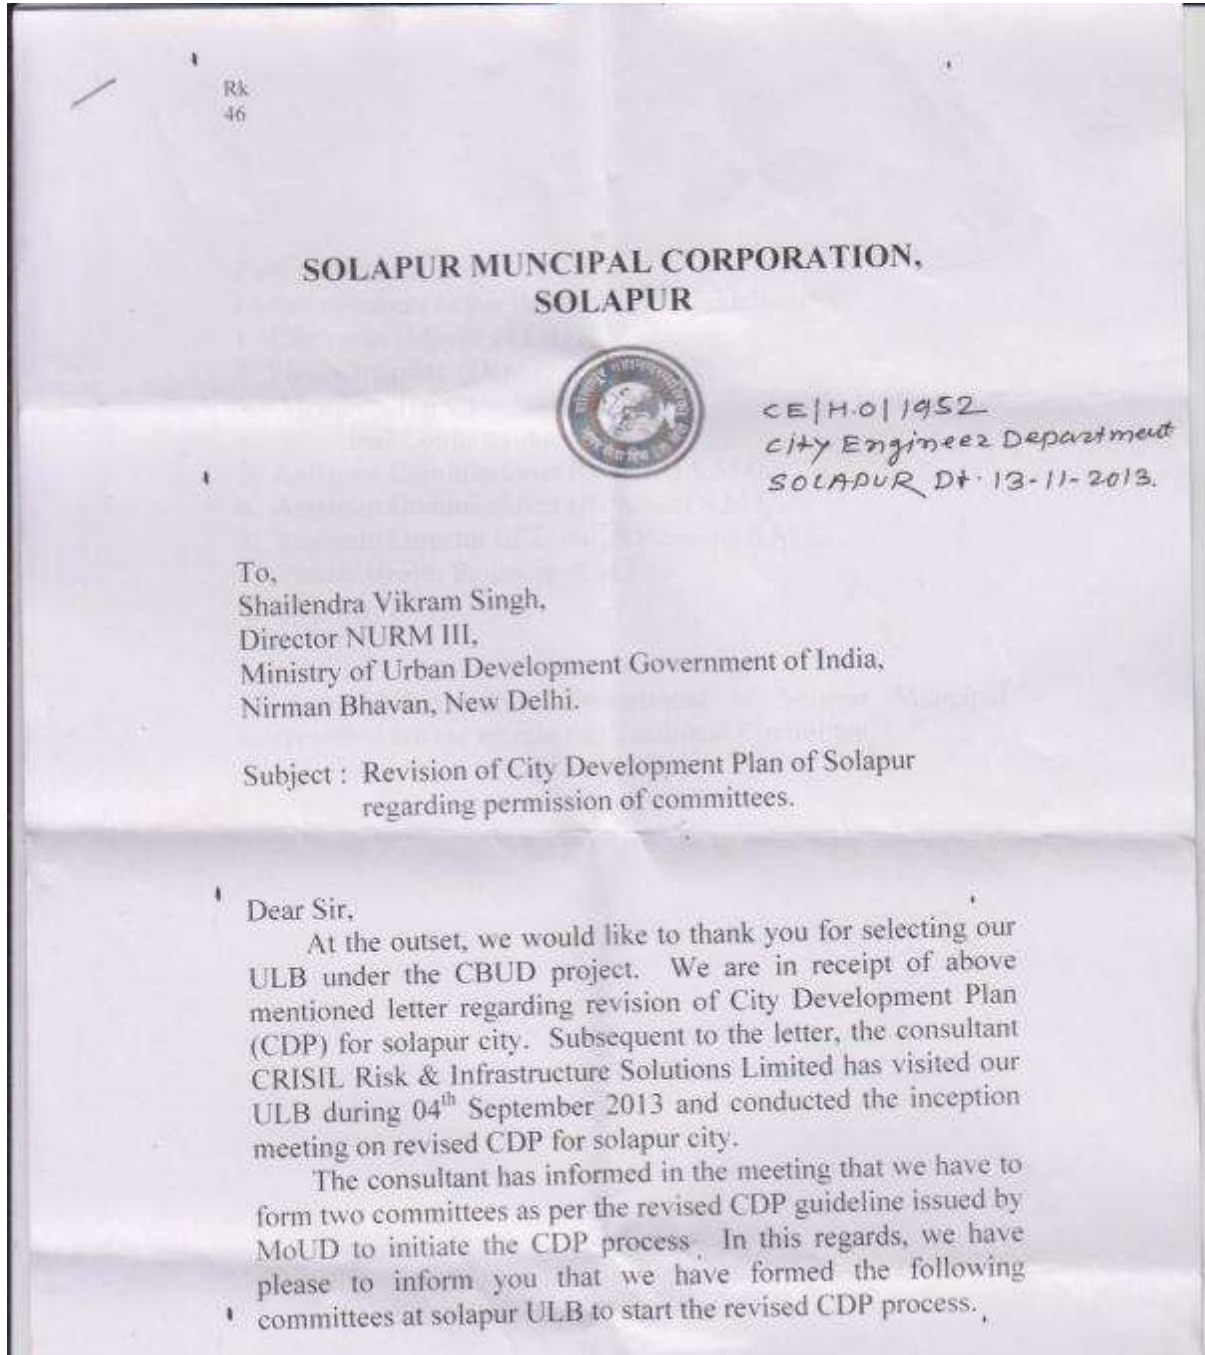 Rk
46
SOLAPUR MUNCIPAL CORPORATION,
SOLAPUR
CE|H.O|1952
City Engineer Department
SOLAPUR Dt. 13-11-2013.
To,
Shailendra Vikram Singh,
Director NURM III,
Ministry of Urban Development Government of India,
Nirman Bhavan, New Delhi.
Subject : Revision of City Development Plan of Solapur
regarding permission of committees.
Dear Sir,
At the outset, we would like to thank you for selecting our
ULB under the CBUD project. We are in receipt of above
mentioned letter regarding revision of City Development Plan
(CDP) for solapur city. Subsequent to the letter, the consultant
CRISIL Risk & Infrastructure Solutions Limited has visited our
ULB during 04th September 2013 and conducted the inception
meeting on revised CDP for solapur city.
The consultant has informed in the meeting that we have to
form two committees as per the revised CDP guideline issued by
MoUD to initiate the CDP process. In this regards, we have
please to inform you that we have formed the following
committees at solapur ULB to start the revised CDP process.